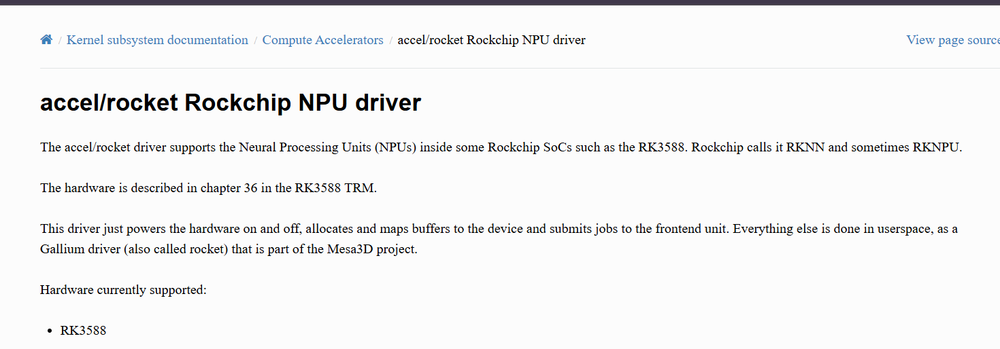 / Kernel subsystem documentation / Compute Accelerators / accel/rocket Rockchip NPU driver View page source
accel/rocket Rockchip NPU driver
The accel/rocket driver supports the Neural Processing Units (NPUs) inside some Rockchip SoCs such as the RK3588. Rockchip calls it RKNN and sometimes RKNPU.
The hardware is described in chapter 36 in the RK3588 TRM.
This driver just powers the hardware on and off, allocates and maps buffers to the device and submits jobs to the frontend unit. Everything else is done in userspace, as a
Gallium driver (also called rocket) that is part of the Mesa3D project.
Hardware currently supported:
• RK3588